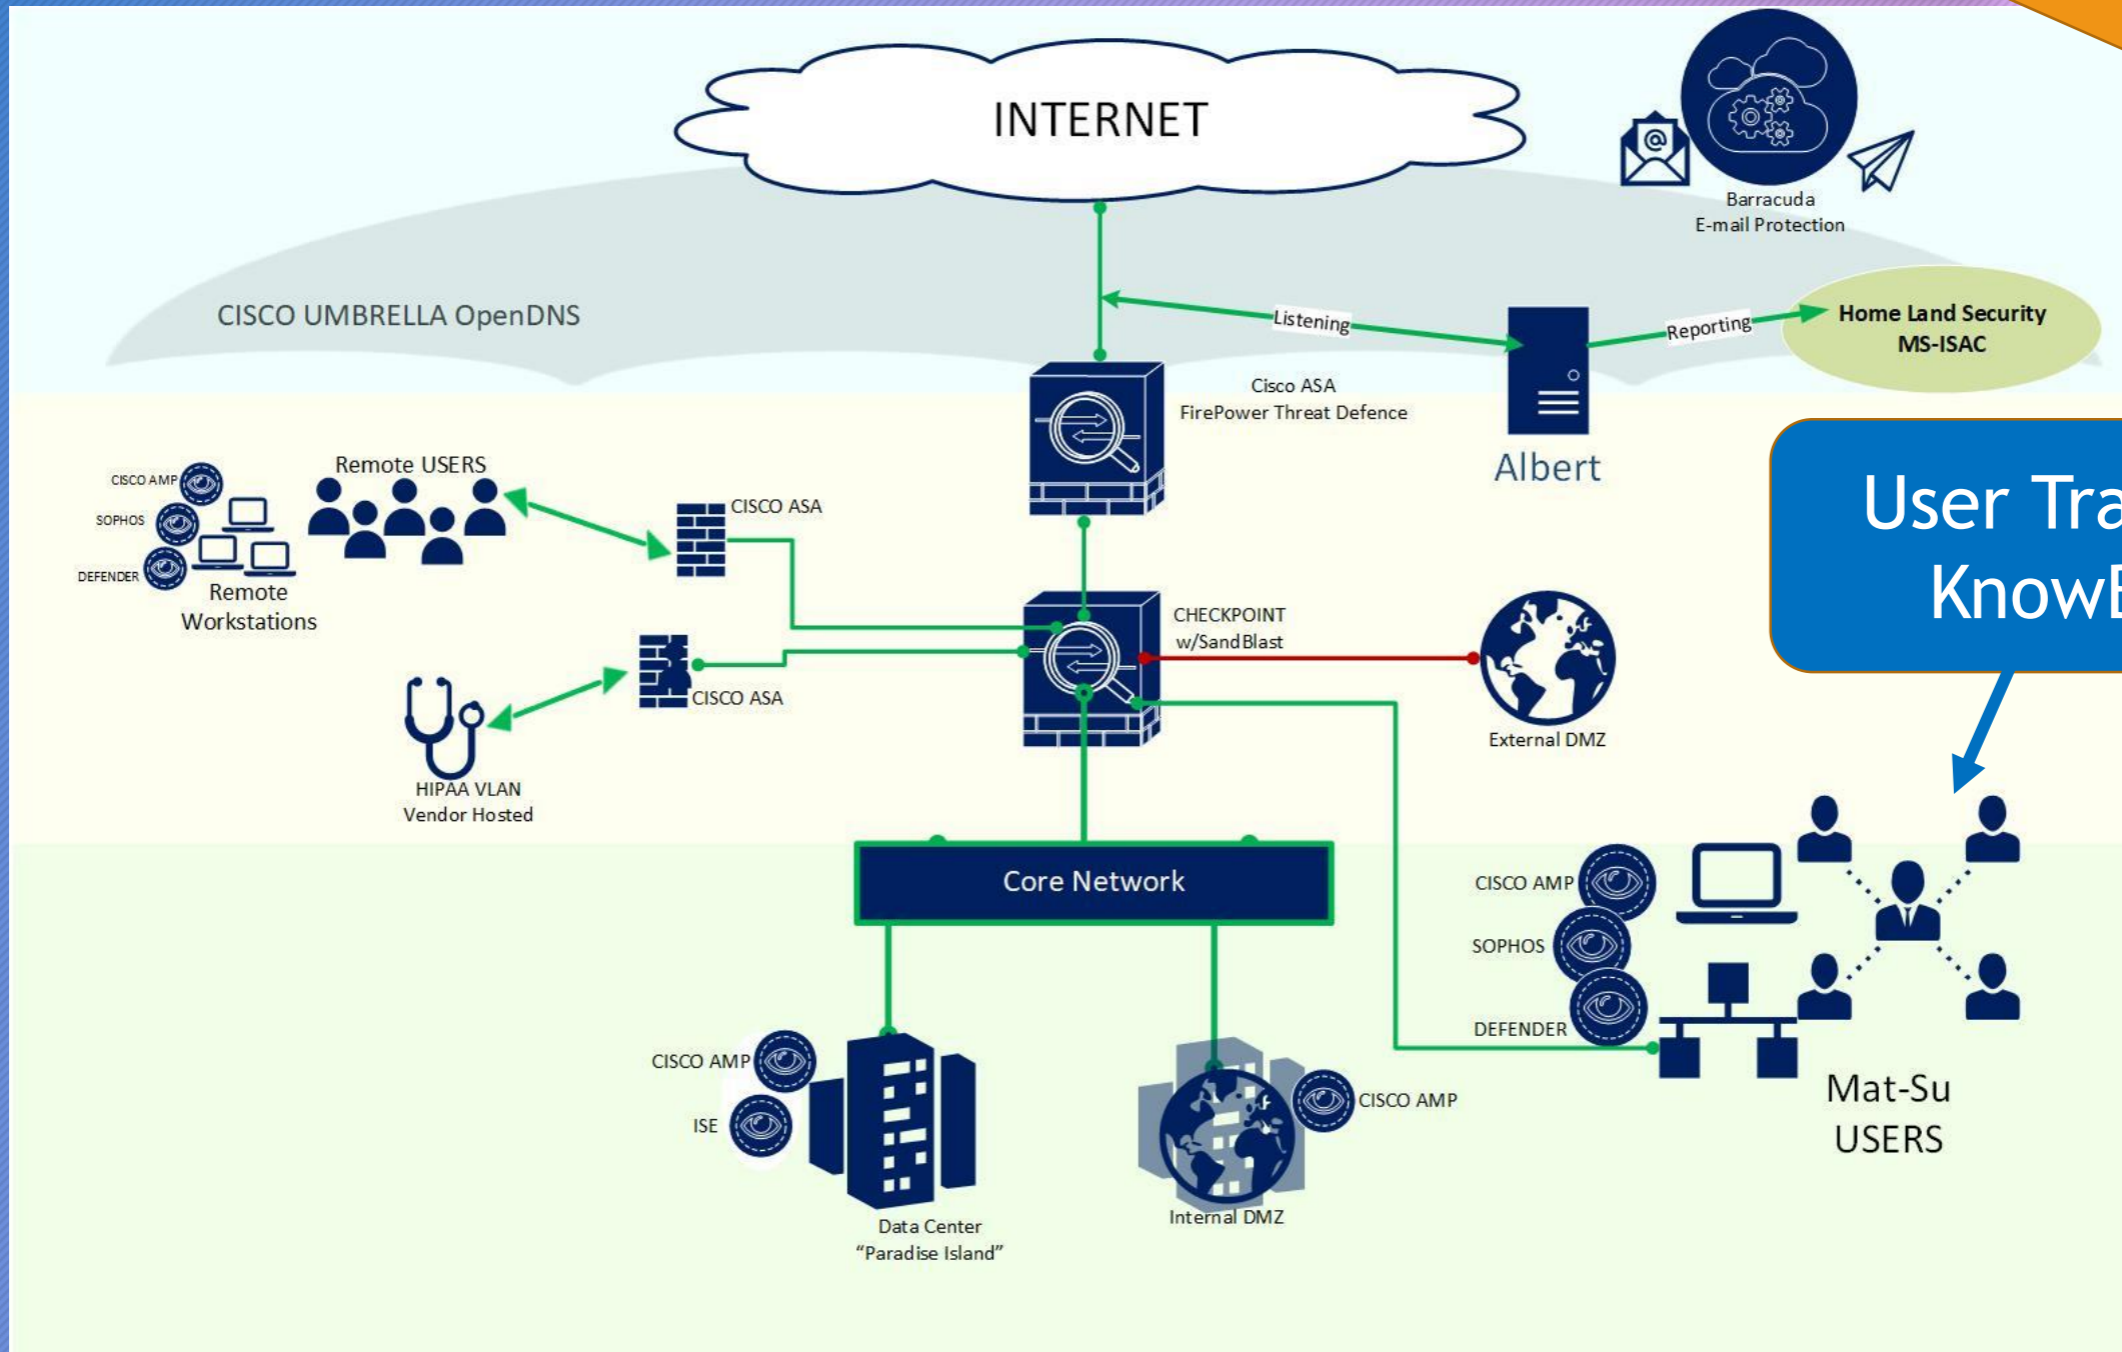 INTERNET
Barracuda
E-mail Protection
CISCO UMBRELLA OpenDNS
Listening
Reporting
Home Land Security
MS-ISAC
Cisco ASA
FirePower Threat Defence
Albert
User Tra
KnowB
Remote USERS
CISCO AMP
SOPHOS
DEFENDER
Remote
Workstations
CISCO ASA
CHECKPOINT
w/SandBlast
CISCO ASA
External DMZ
HIPAA VLAN
Vendor Hosted
Core Network
CISCO AMP
SOPHOS
DEFENDER
Mat-Su
USERS
CISCO AMP
ISE
CISCO AMP
Data Center
“Paradise Island”
Internal DMZ